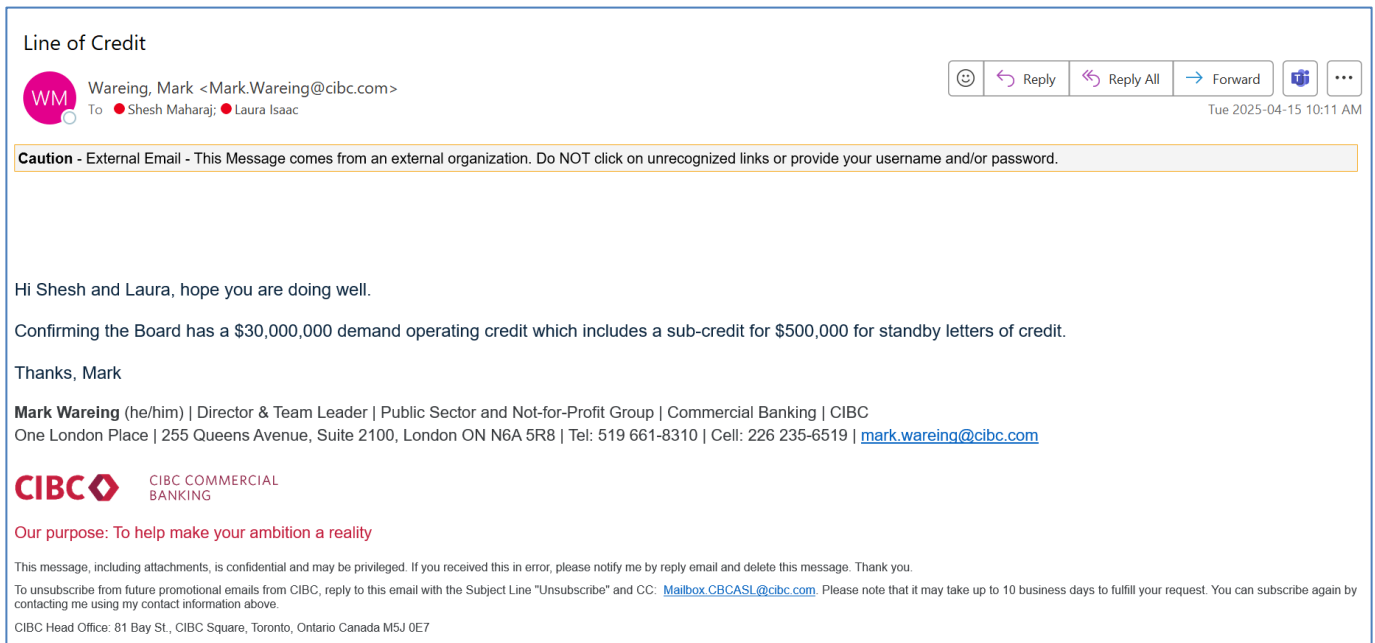 Line of Credit
WM
Wareing, Mark <Mark.Wareing@cibc.com>
To Shesh Maharaj; Laura Isaac
Reply
Reply All
Forward
Tue 2025-04-15 10:11 AM
Caution - External Email - This Message comes from an external organization. Do NOT click on unrecognized links or provide your username and/or password.
Hi Shesh and Laura, hope you are doing well.
Confirming the Board has a $30,000,000 demand operating credit which includes a sub-credit for $500,000 for standby letters of credit.
Thanks, Mark
Mark Wareing (he/him) | Director & Team Leader | Public Sector and Not-for-Profit Group | Commercial Banking | CIBC
One London Place | 255 Queens Avenue, Suite 2100, London ON N6A 5R8 | Tel: 519 661-8310 | Cell: 226 235-6519 | mark.wareing@cibc.com
CIBC
CIBC COMMERCIAL
BANKING
Our purpose: To help make your ambition a reality
This message, including attachments, is confidential and may be privileged. If you received this in error, please notify me by reply email and delete this message. Thank you.
To unsubscribe from future promotional emails from CIBC, reply to this email with the Subject Line "Unsubscribe" and CC: Mailbox.CBCASL@cibc.com. Please note that it may take up to 10 business days to fulfill your request. You can subscribe again by
contacting me using my contact information above.
CIBC Head Office: 81 Bay St., CIBC Square, Toronto, Ontario Canada M5J 0E7